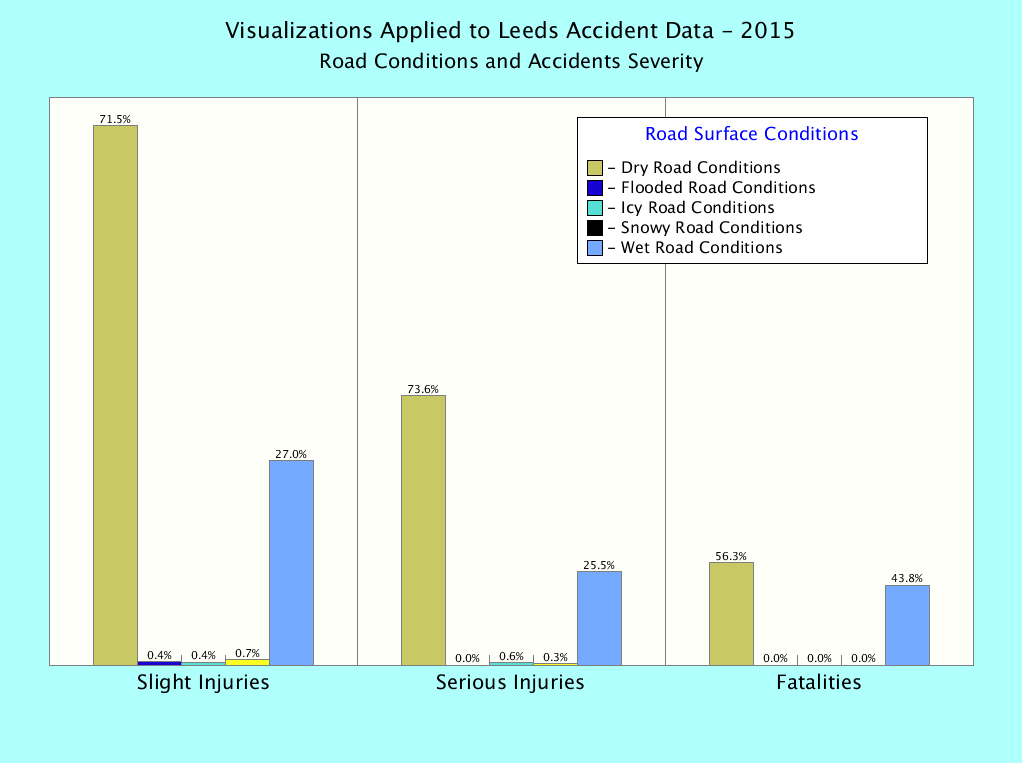 Visualizations Applied to Leeds Accident Data - 2015
Road Conditions and Accidents Severity
Road Surface Conditions
- Dry Road Conditions
- Flooded Road Conditions
- Icy Road Conditions
- Snowy Road Conditions
- Wet Road Conditions
71.5%
0.4%
0.4%
0.7%
27.0%
73.6%
0.0%
0.6%
0.3%
25.5%
56.3%
0.0%
0.0%
0.0%
43.8%
Slight Injuries
Serious Injuries
Fatalities